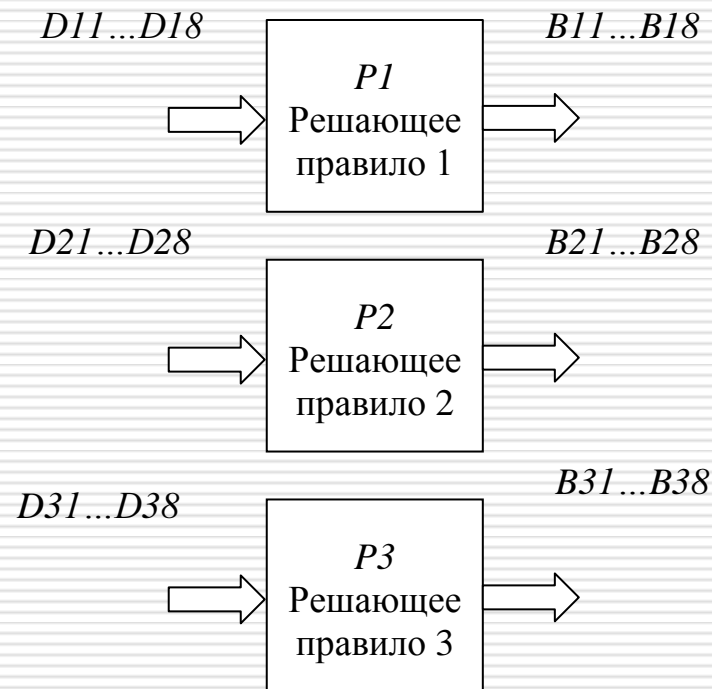 D11...D18
B11...B18
P1
Решающее
правило 1
D21...D28
B21...B28
P2
Решающее
правило 2
D31...D38
B31...B38
P3
Решающее
правило 3